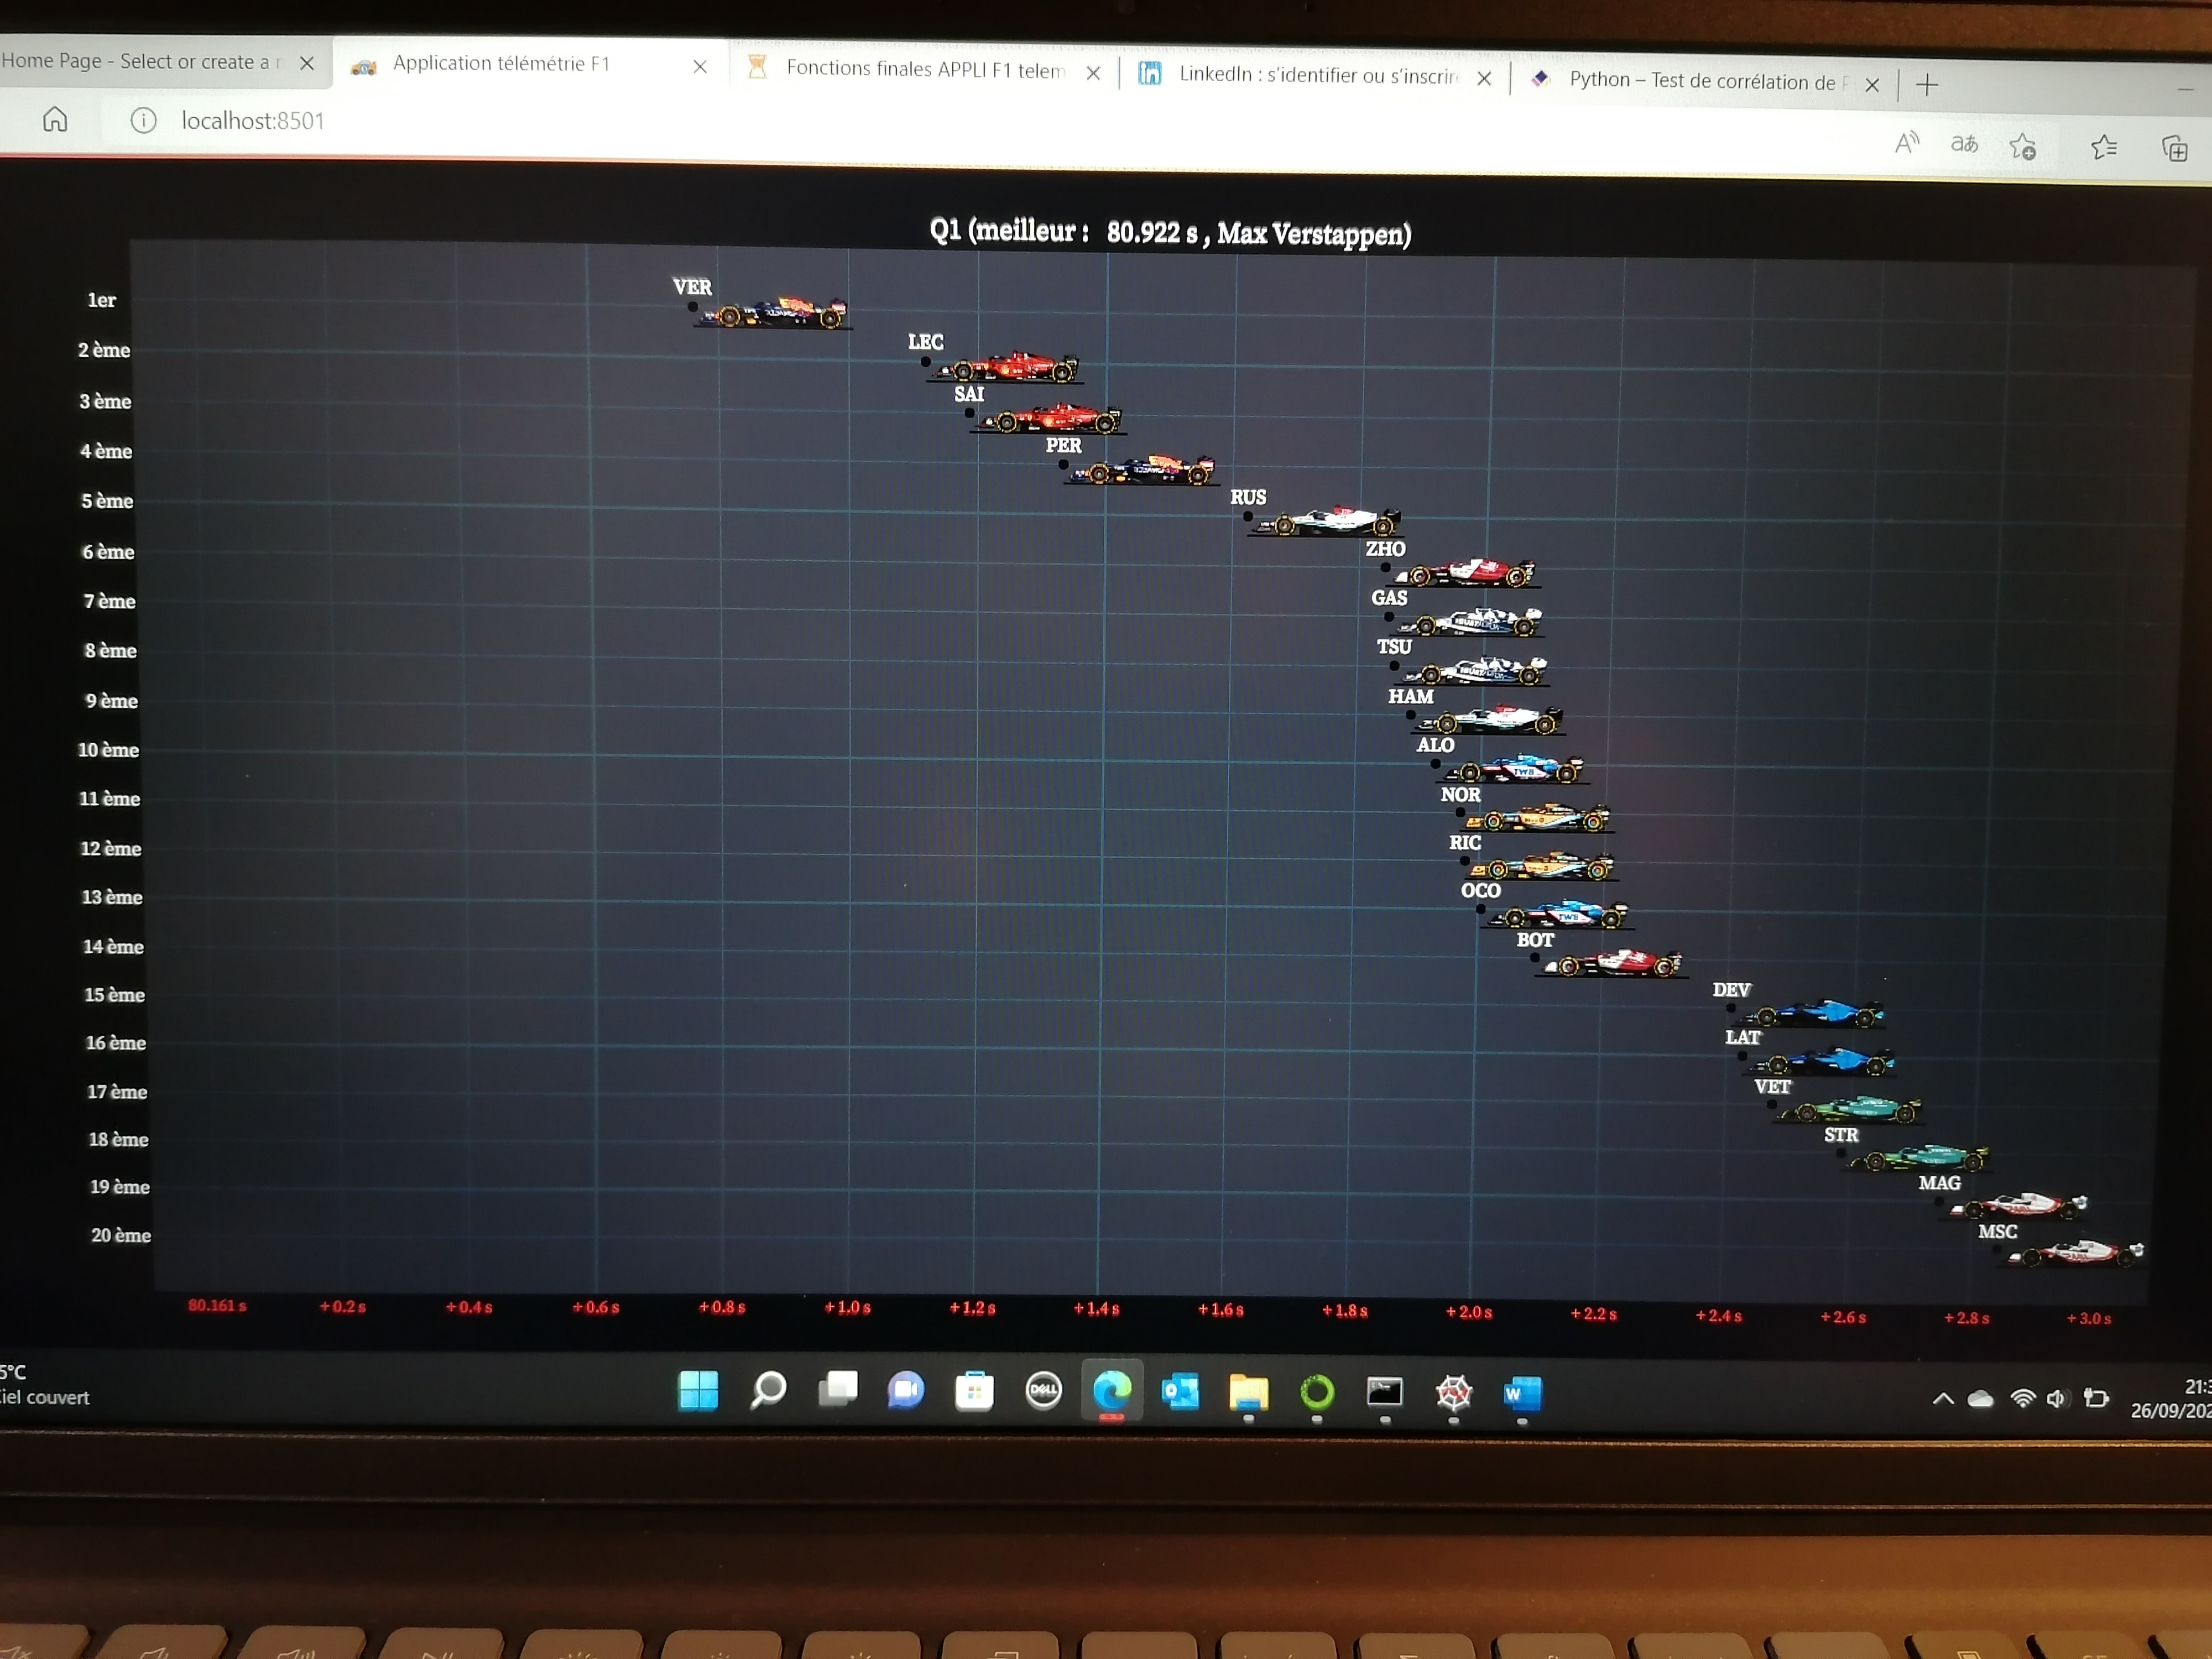 Home Page - Select or create a n
Application télémétrie F1
Fonctions finales APPLI F1 telem
LinkedIn : s'identifier ou s'inscrire
Python – Test de corrélation de P
localhost:8501
Q1 (meilleur : 80.922 s , Max Verstappen)
1er
VER
2 ème
LEC
3 ème
SAI
4 ème
PER
5 ème
RUS
6 ème
ZHO
7 ème
GAS
8 ème
TSU
9 ème
HAM
10 ème
ALO
11 ème
NOR
12 ème
RIC
13 ème
OCO
14 ème
BOT
15 ème
DEV
16 ème
LAT
17 ème
VET
18 ème
STR
19 ème
MAG
20 ème
MSC
80.161 s +0.2 s +0.4 s +0.6 s +0.8 s +1.0 s +1.2 s +1.4 s +1.6 s +1.8 s +2.0 s +2.2 s +2.4 s +2.6 s +2.8 s +3.0 s
5°C
iel couvert
DELL
21:3
26/09/202